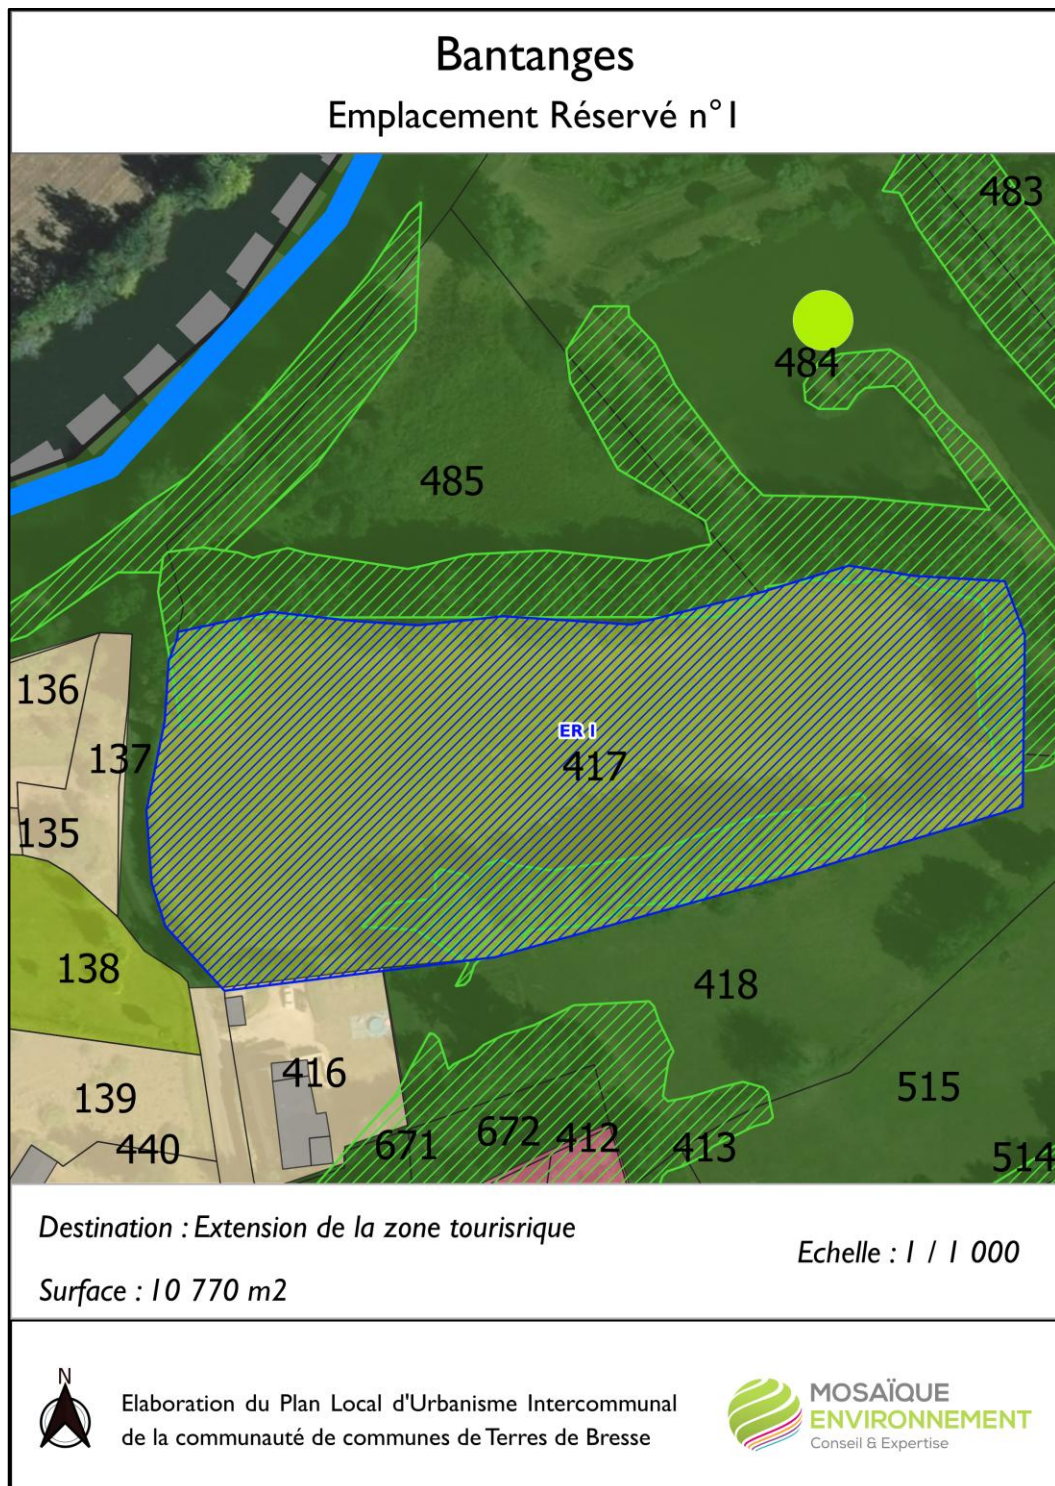 Bantanges
Emplacement Réservé n°1
483
484
485
136
ER 1
137
417
135
138
418
416
515
139
672
412
440
671
413
514
Destination : Extension de la zone tourisrique
Echelle : 1 / 1 000
Surface : 10 770 m2
N
Elaboration du Plan Local d'Urbanisme Intercommunal
de la communauté de communes de Terres de Bresse
MOSAÏQUE
ENVIRONNEMENT
Conseil & Expertise